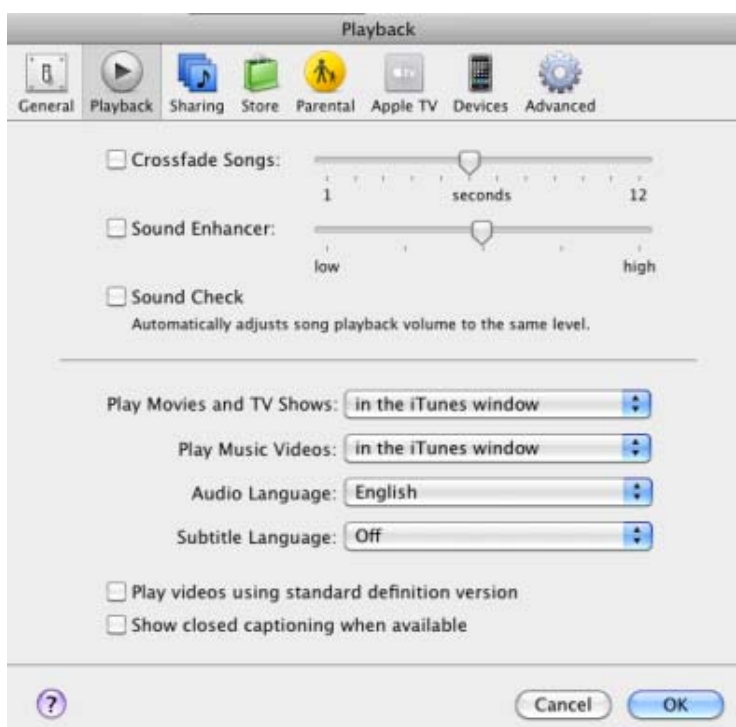 Playback
General Playback Sharing Store Parental Apple TV Devices Advanced
Crossfade Songs:
1 seconds 12
Sound Enhancer:
low high
Sound Check
Automatically adjusts song playback volume to the same level.
Play Movies and TV Shows: in the iTunes window
Play Music Videos: in the iTunes window
Audio Language: English
Subtitle Language: Off
Play videos using standard definition version
Show closed captioning when available
? Cancel OK